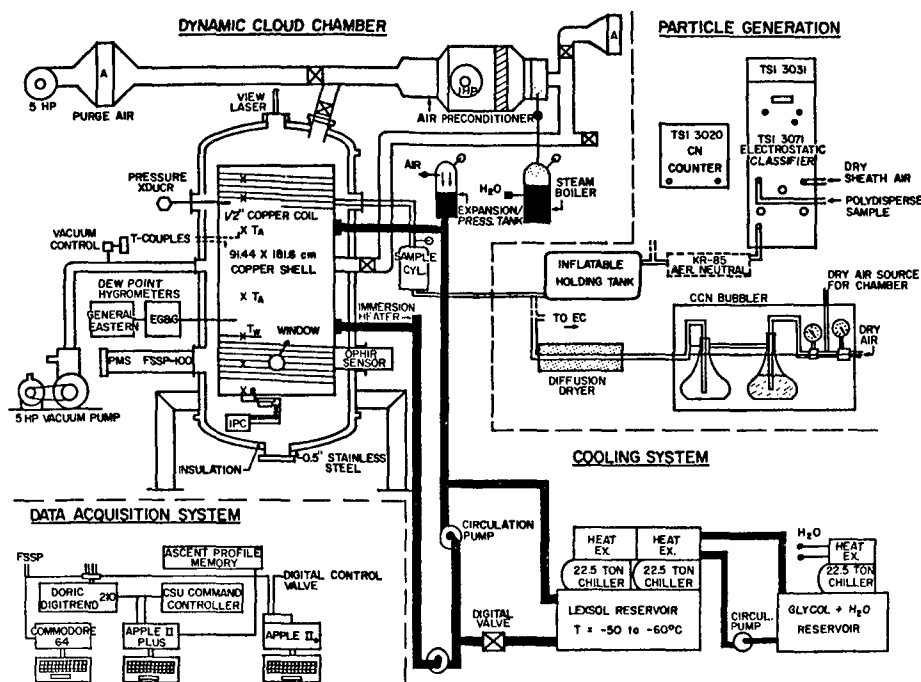 DYNAMIC CLOUD CHAMBER
PARTICLE GENERATION
A
A
5 HP
PURGE AIR
VIEW
LASER
1HP
AIR PRECONDITIONER
TSI 3031
TSI 3020
CN
COUNTER
TSI 3071
ELECTROSTATIC
CLASSIFIER
DRY
SHEATH AIR
POLYDISPERSE
SAMPLE
AIR
H₂O
STEAM
BOILER
EXPANSION/
PRESS. TANK
PRESSURE
XDUCR
1/2" COPPER COIL
VACUUM
CONTROL
T-COUPLES
TA
91.44 X 181.6 cm
COPPER SHELL
SAMPLE
CYL.
INFLATABLE
HOLDING TANK
KR-85
AER NEUTRAL
DRY AIR SOURCE
FOR CHAMBER
DEW POINT
HYGROMETERS
GENERAL
EASTERN
EG&G
TA
IMMERSION
HEATER
TW
WINDOW
PMS FSSP-100
OPHIR
SENSOR
TO EC
CCN BUBBLER
DRY
AIR
DIFFUSION
DRYER
5 HP VACUUM PUMP
IPC
INSULATION
0.5" STAINLESS
STEEL
COOLING SYSTEM
DATA ACQUISITION SYSTEM
FSSP
ASCENT PROFILE
MEMORY
DORIC
DIGITREND
210
CSU COMMAND
CONTROLLER
DIGITAL CONTROL
VALVE
COMMODORE
64
APPLE II
PLUS
APPLE II+
CIRCULATION
PUMP
DIGITAL
VALVE
HEAT
EX.
HEAT
EX.
22.5 TON
CHILLER
22.5 TON
CHILLER
LEXSOL RESERVOIR
T = -50 to -60°C
H₂O
HEAT
EX.
22.5 TON
CHILLER
CIRCUL.
PUMP
GLYCOL + H₂O
RESERVOIR